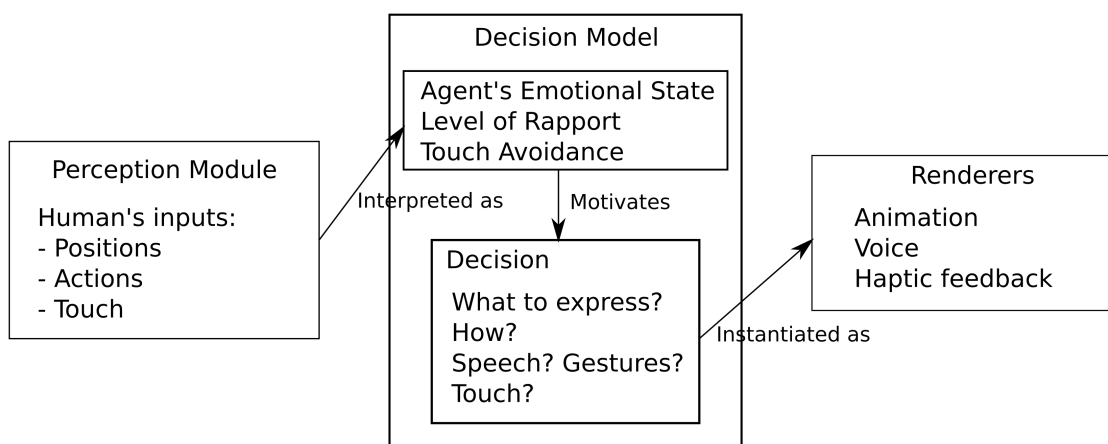 Perception Module
Human's inputs:
- Positions
- Actions
- Touch
Interpreted as
Decision Model
Agent's Emotional State
Level of Rapport
Touch Avoidance
Motivates
Decision
What to express?
How?
Speech? Gestures?
Touch?
Instantiated as
Renderers
Animation
Voice
Haptic feedback